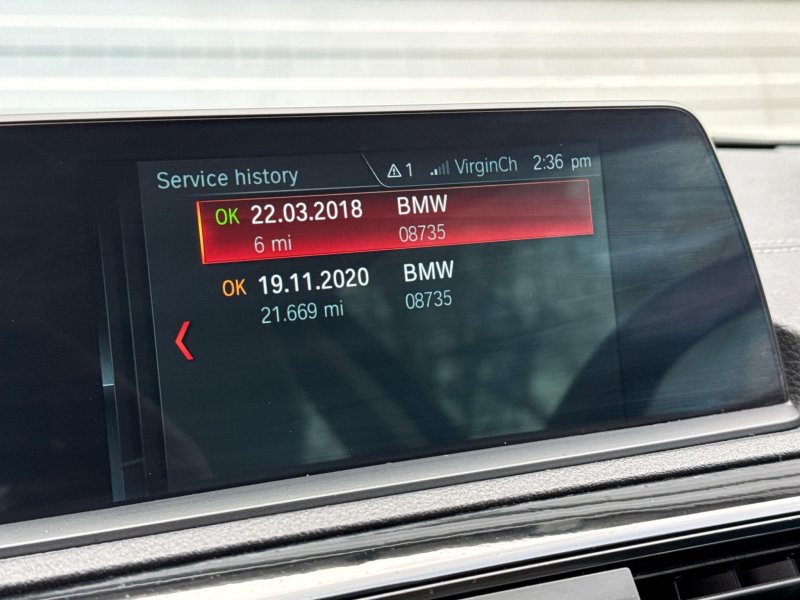 Service history 1 VirginCh 2:36 pm
OK 22.03.2018 BMW
6 mi 08735
OK 19.11.2020 BMW
21.669 mi 08735